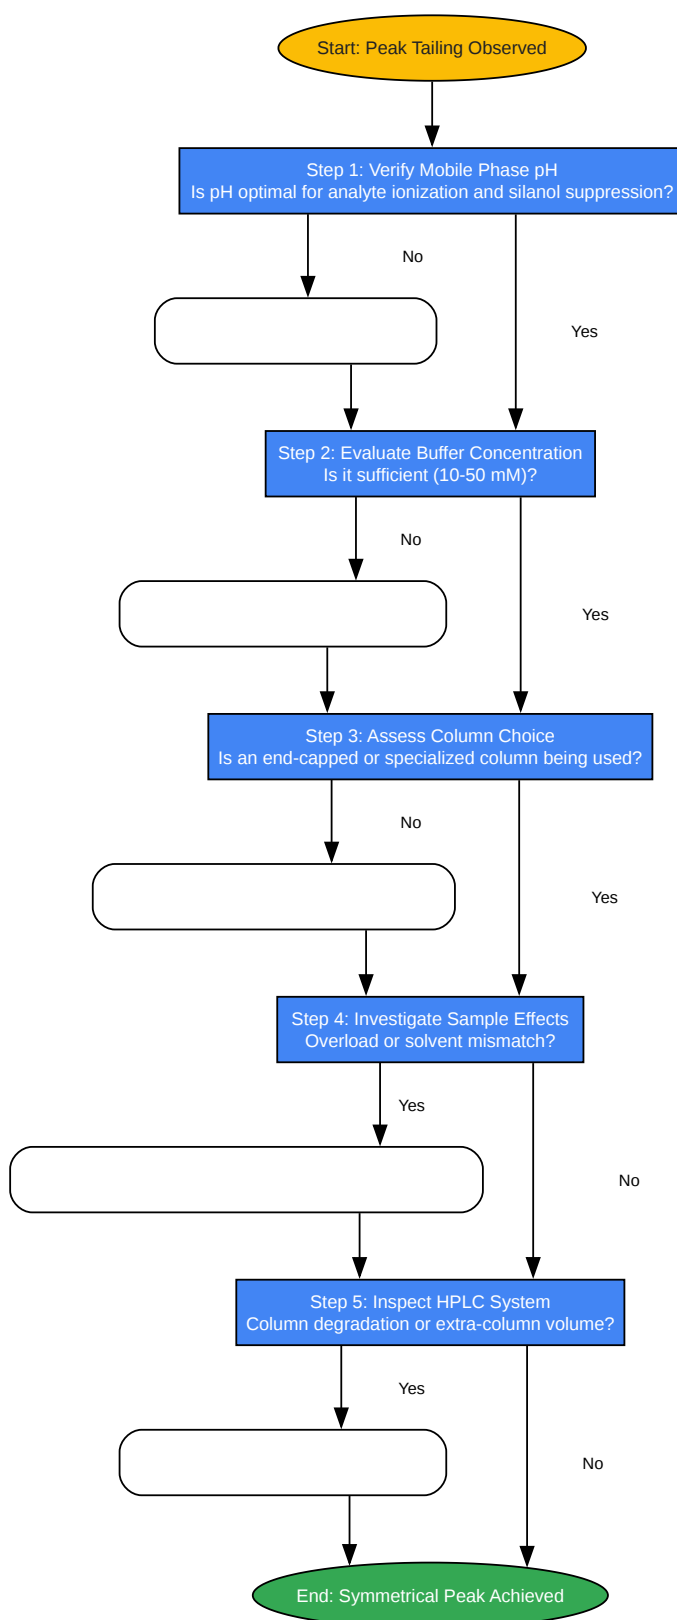 Start: Peak Tailing Observed
Step 1: Verify Mobile Phase pH
Is pH optimal for analyte ionization and silanol suppression?
No
Yes
Step 2: Evaluate Buffer Concentration
Is it sufficient (10-50 mM)?
No
Yes
Step 3: Assess Column Choice
Is an end-capped or specialized column being used?
No
Yes
Step 4: Investigate Sample Effects
Overload or solvent mismatch?
Yes
No
Step 5: Inspect HPLC System
Column degradation or extra-column volume?
Yes
No
End: Symmetrical Peak Achieved